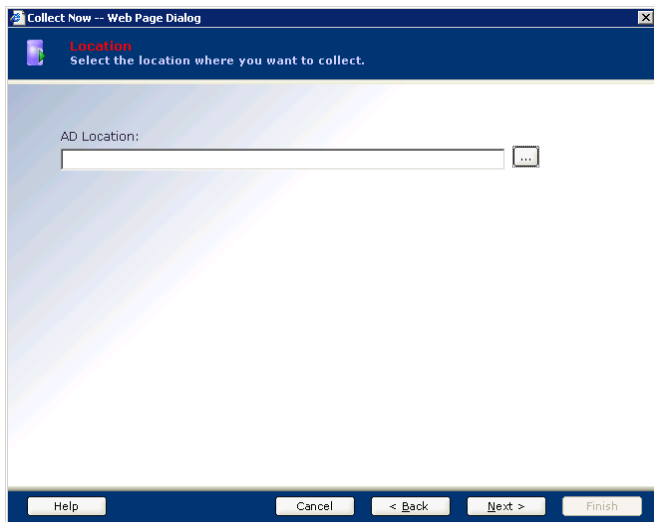 Collect Now -- Web Page Dialog
Location
Select the location where you want to collect.
AD Location:
...
Help
Cancel
< Back
Next >
Finish